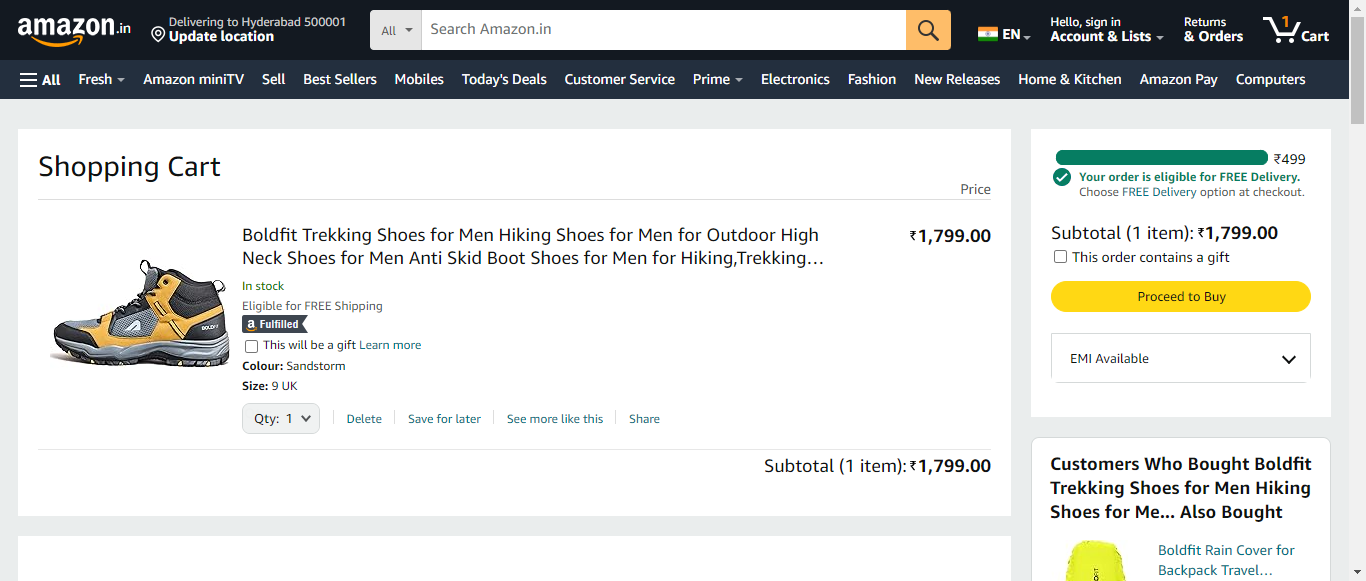 amazon.in
Delivering to Hyderabad 500001
Update location
All
Search Amazon.in
EN
Hello, sign in
Account & Lists
Returns
& Orders
1
Cart
All
Fresh
Amazon miniTV
Sell
Best Sellers
Mobiles
Today's Deals
Customer Service
Prime
Electronics
Fashion
New Releases
Home & Kitchen
Amazon Pay
Computers
Shopping Cart
Price
Boldfit Trekking Shoes for Men Hiking Shoes for Men for Outdoor High
Neck Shoes for Men Anti Skid Boot Shoes for Men for Hiking,Trekking…
₹1,799.00
In stock
Eligible for FREE Shipping
a Fulfilled
This will be a gift Learn more
Colour: Sandstorm
Size: 9 UK
Qty: 1
Delete
Save for later
See more like this
Share
BOLDFIT
Subtotal (1 item): ₹1,799.00
₹499
Your order is eligible for FREE Delivery.
Choose FREE Delivery option at checkout.
Subtotal (1 item): ₹1,799.00
This order contains a gift
Proceed to Buy
EMI Available
Customers Who Bought Boldfit
Trekking Shoes for Men Hiking
Shoes for Me... Also Bought
Boldfit Rain Cover for
Backpack Travel…